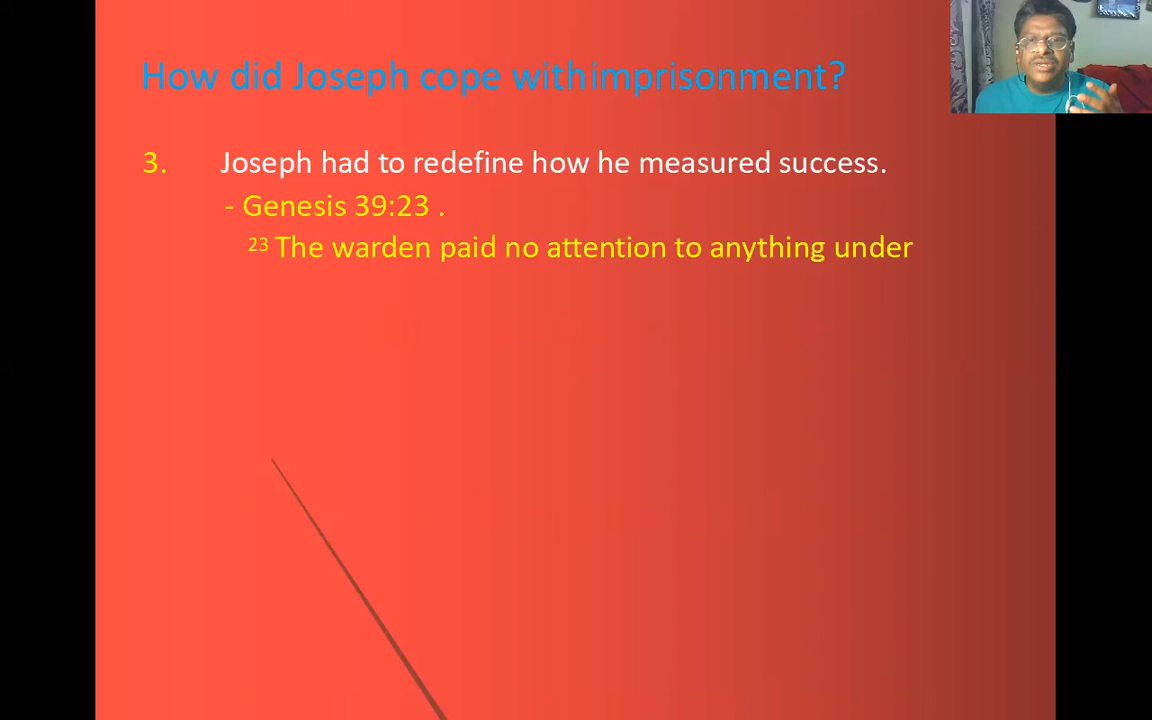 How did Joseph cope withimprisonment?
3. Joseph had to redefine how he measured success.
- Genesis 39:23 .
23 The warden paid no attention to anything under